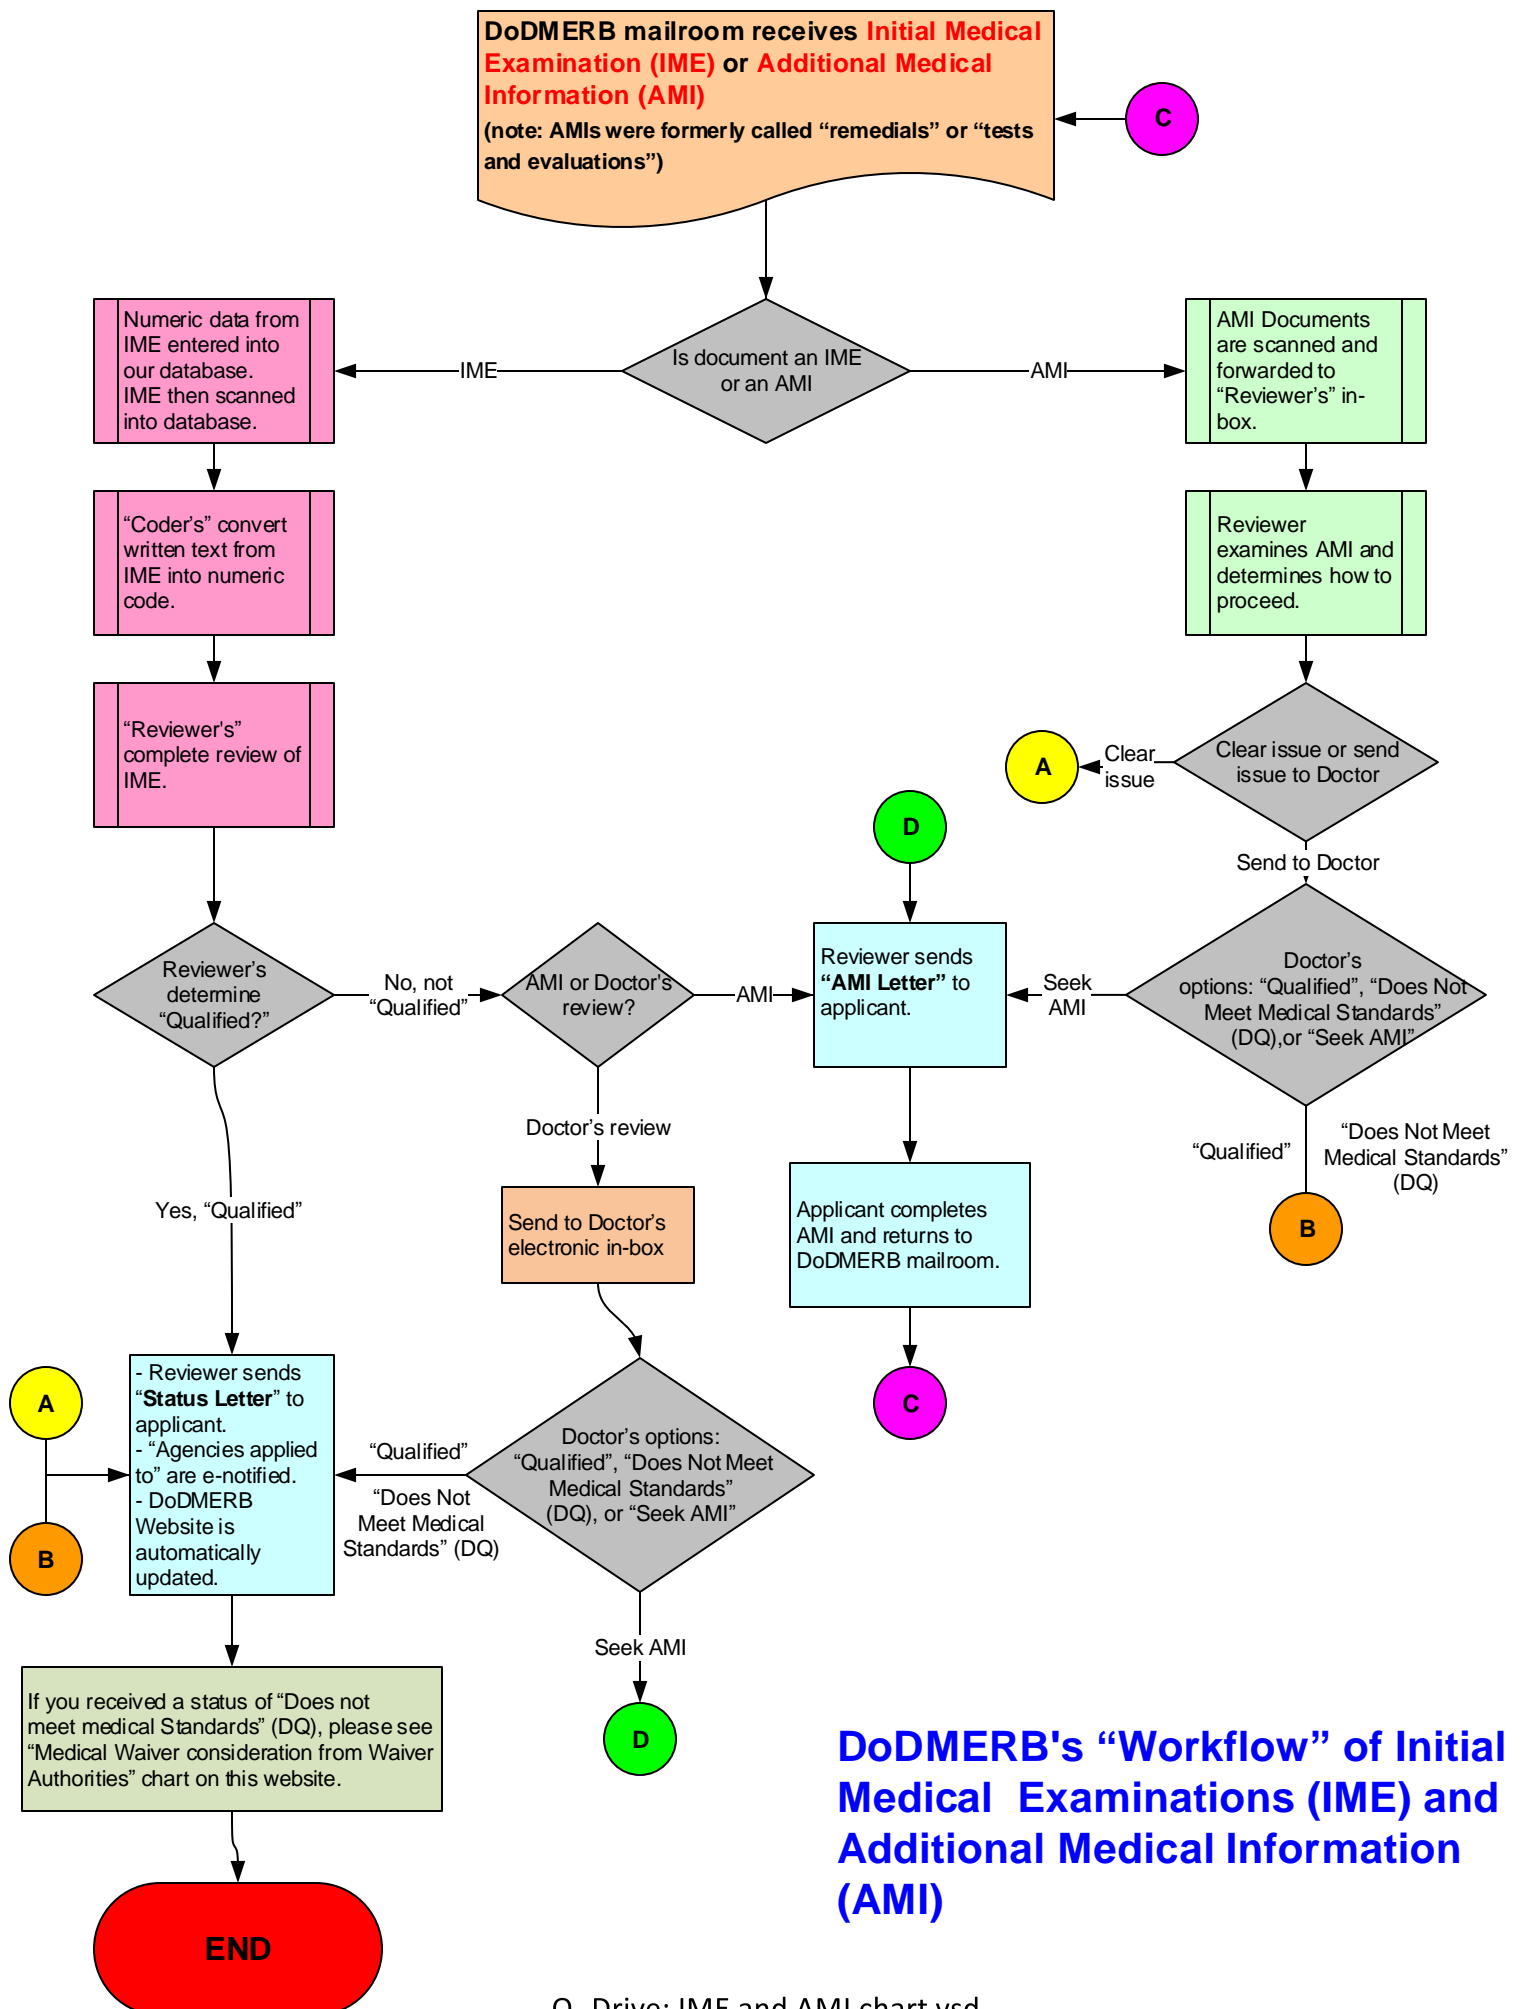 DoDMERB mailroom receives Initial Medical
Examination (IME) or Additional Medical
Information (AMI)
(note: AMIs were formerly called “remedials” or “tests
and evaluations”)
C
Is document an IME
or an AMI
IME
AMI
Numeric data from
IME entered into
our database.
IME then scanned
into database.
AMI Documents
are scanned and
forwarded to
“Reviewer’s” in-
box.
“Coder’s” convert
written text from
IME into numeric
code.
Reviewer
examines AMI and
determines how to
proceed.
“Reviewer's”
complete review of
IME.
Clear issue or send
issue to Doctor
Clear
issue
A
Send to Doctor
D
Reviewer’s
determine
“Qualified?”
No, not
“Qualified”
AMI or Doctor's
review?
AMI
Reviewer sends
“AMI Letter” to
applicant.
Seek
AMI
Doctor’s
options: “Qualified”, “Does Not
Meet Medical Standards”
(DQ),or “Seek AMI”
Doctor’s review
“Qualified”
“Does Not Meet
Medical Standards”
(DQ)
B
Yes, “Qualified”
Send to Doctor’s
electronic in-box
Applicant completes
AMI and returns to
DoDMERB mailroom.
C
A
B
- Reviewer sends
“Status Letter” to
applicant.
- “Agencies applied
to” are e-notified.
- DoDMERB
Website is
automatically
updated.
“Qualified”
“Does Not
Meet Medical
Standards” (DQ)
Doctor’s options:
“Qualified”, “Does Not Meet
Medical Standards”
(DQ), or “Seek AMI”
Seek AMI
D
If you received a status of “Does not
meet medical Standards” (DQ), please see
“Medical Waiver consideration from Waiver
Authorities” chart on this website.
END
DoDMERB's “Workflow” of Initial
Medical Examinations (IME) and
Additional Medical Information
(AMI)
Drive: IME and AMI chart.vsd